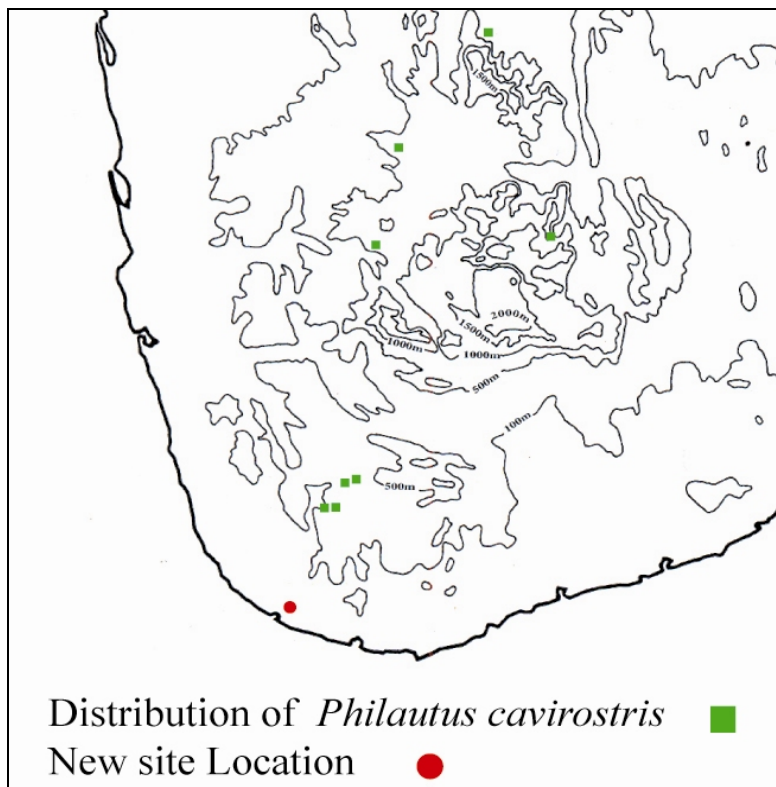 1500m
2000m
1500m
1000m
1000m
500m
100m
500m
Distribution of Philautus cavirostris
New site Location